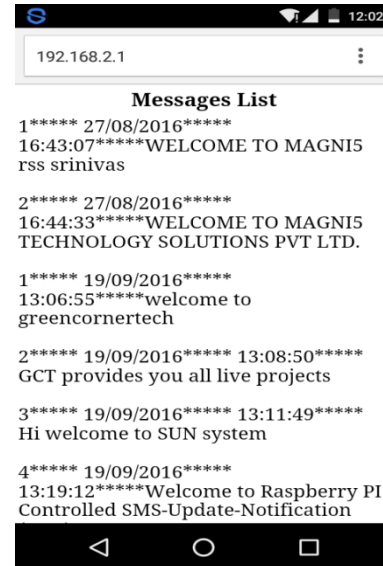 12:02
192.168.2.1
Messages List
1***** 27/08/2016*****
16:43:07*****WELCOME TO MAGNI5
rss srinivas
2***** 27/08/2016*****
16:44:33*****WELCOME TO MAGNI5
TECHNOLOGY SOLUTIONS PVT LTD.
1***** 19/09/2016*****
13:06:55*****welcome to
greencornertech
2***** 19/09/2016***** 13:08:50*****
GCT provides you all live projects
3***** 19/09/2016***** 13:11:49*****
Hi welcome to SUN system
4***** 19/09/2016*****
13:19:12*****Welcome to Raspberry PI
Controlled SMS-Update-Notification